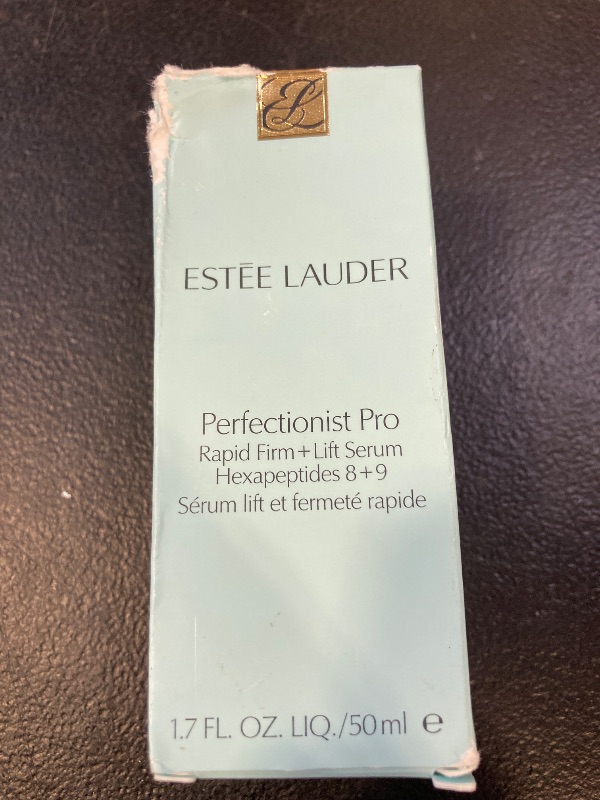 EL
ESTĒE LAUDER
Perfectionist Pro
Rapid Firm+Lift Serum
Hexapeptides 8+9
Sérum lift et fermeté rapide
1.7 FL. OZ. LIQ./50ml ℮